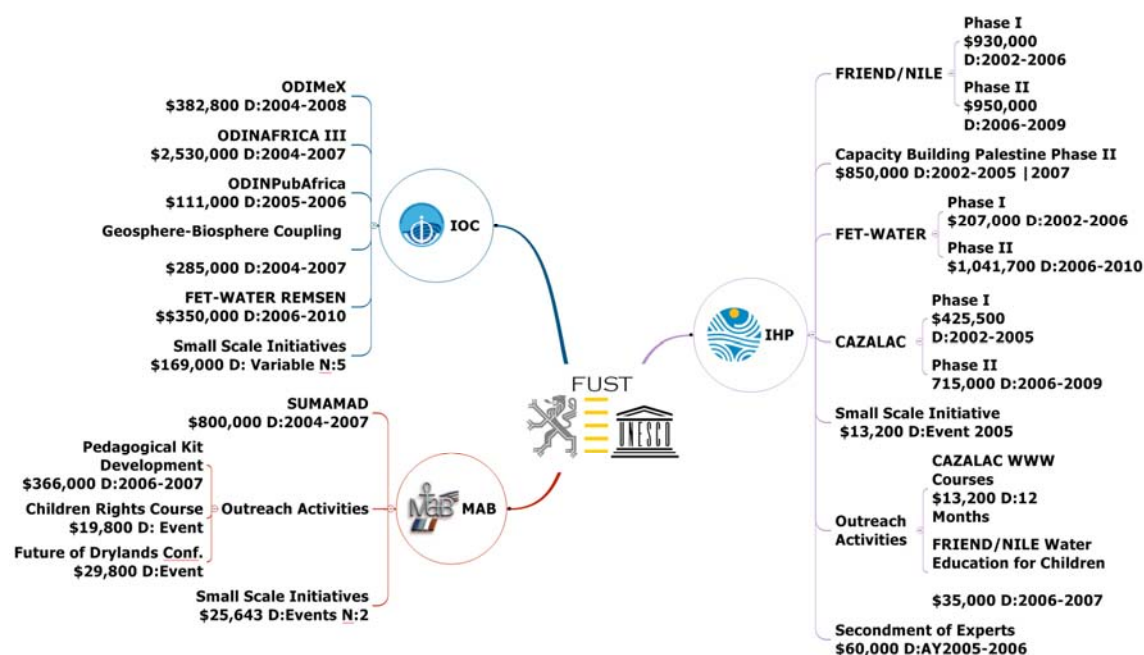 ODIMeX
$382,800 D:2004-2008
ODINAFRICA III
$2,530,000 D:2004-2007
ODINPubAfrica
$111,000 D:2005-2006
Geosphere-Biosphere Coupling
$285,000 D:2004-2007
FET-WATER REMSEN
$$350,000 D:2006-2010
Small Scale Initiatives
$169,000 D: Variable N:5
IOC
SUMAMAD
$800,000 D:2004-2007
Pedagogical Kit
Development
$366,000 D:2006-2007
Children Rights Course
$19,800 D: Event
Future of Drylands Conf.
$29,800 D:Event
Outreach Activities
Small Scale Initiatives
$25,643 D:Events N:2
MaB
MAB
FUST
UNESCO
IHP
FRIEND/NILE
Phase I
$930,000
D:2002-2006
Phase II
$950,000
D:2006-2009
Capacity Building Palestine Phase II
$850,000 D:2002-2005 |2007
FET-WATER
Phase I
$207,000 D:2002-2006
Phase II
$1,041,700 D:2006-2010
CAZALAC
Phase I
$425,500
D:2002-2005
Phase II
715,000 D:2006-2009
Small Scale Initiative
$13,200 D:Event 2005
Outreach
Activities
CAZALAC WWW
Courses
$13,200 D:12
Months
FRIEND/NILE Water
Education for Children
$35,000 D:2006-2007
Secondment of Experts
$60,000 D:AY2005-2006